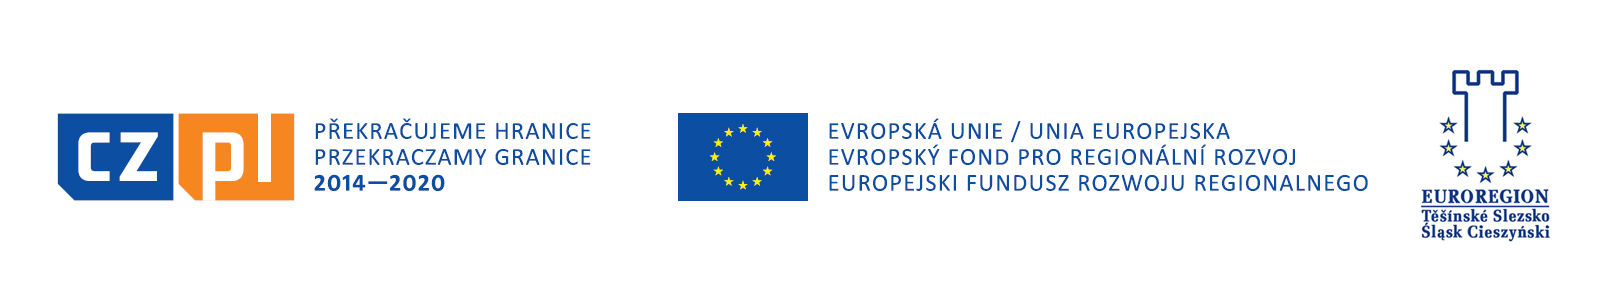 cz pl
PŘEKRAČUJEME HRANICE
PRZEKRACZAMY GRANICE
2014—2020
EVROPSKÁ UNIE / UNIA EUROPEJSKA
EVROPSKÝ FOND PRO REGIONÁLNÍ ROZVOJ
EUROPEJSKI FUNDUSZ ROZWOJU REGIONALNEGO
EUROREGION
Těšínské Slezsko
Śląsk Cieszyński